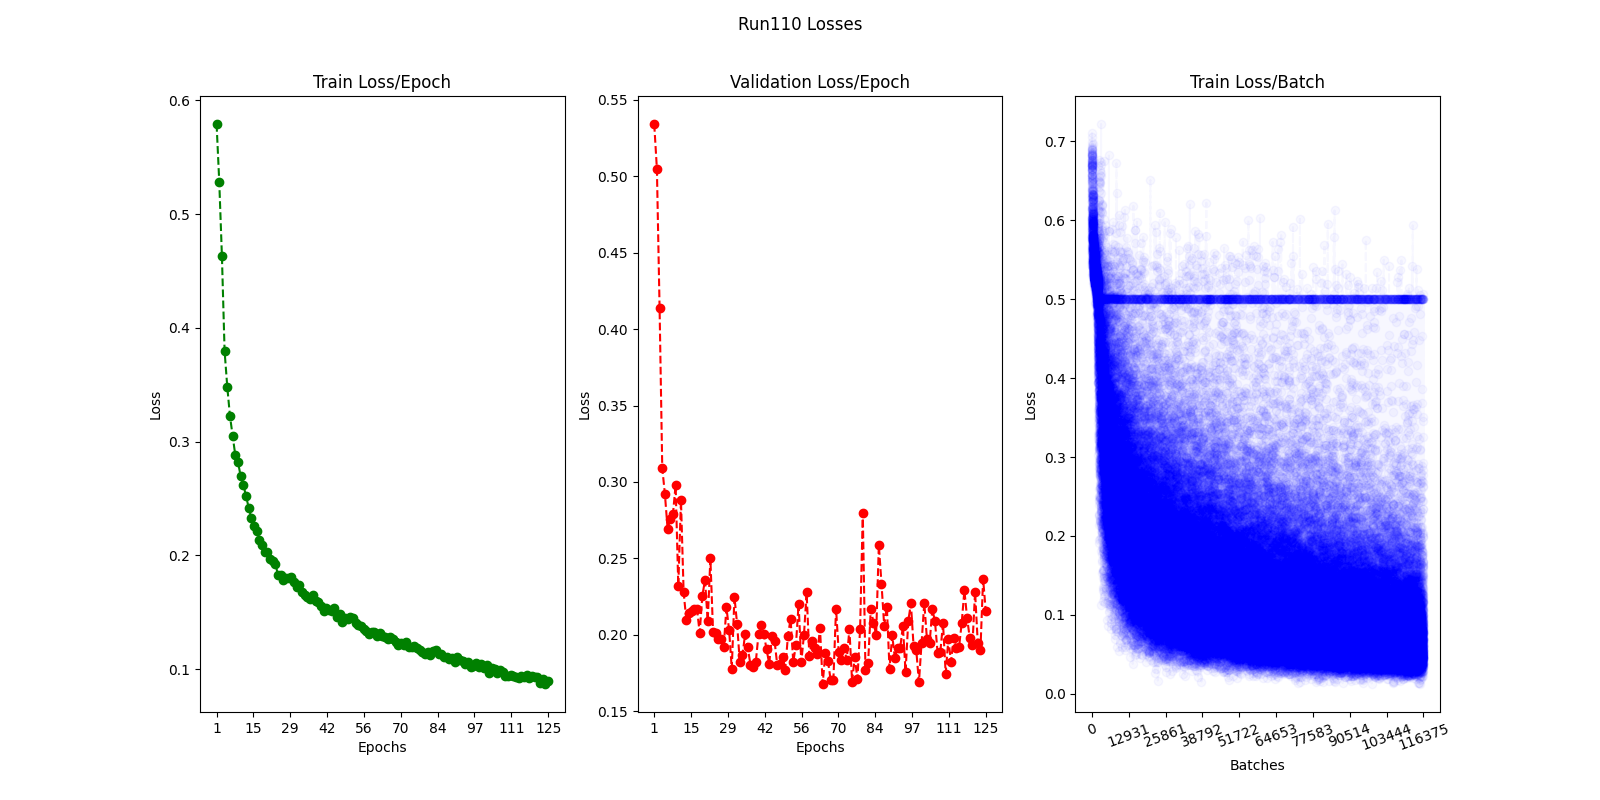 Run110 Losses
Train Loss/Epoch
Validation Loss/Epoch
Train Loss/Batch
0.6
0.5
0.4
0.3
0.2
0.1
Loss
1 15 29 42 56 70 84 97 111 125
Epochs
0.55
0.50
0.45
0.40
0.35
0.30
0.25
0.20
0.15
Loss
1 15 29 42 56 70 84 97 111 125
Epochs
0.7
0.6
0.5
0.4
0.3
0.2
0.1
0.0
Loss
0 12931 25861 38792 51722 64653 77583 90514 103444 116375
Batches